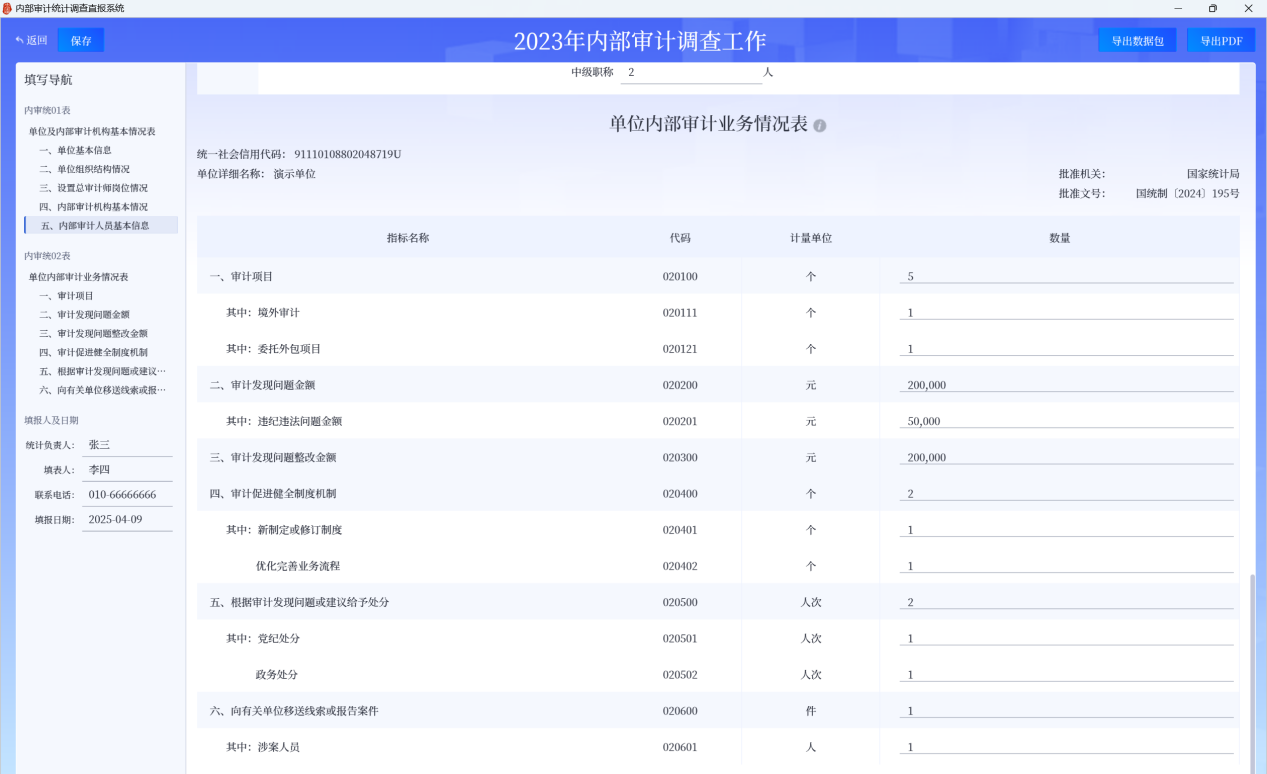 内部审计统计调查直报系统
返回 保存
2023年内部审计调查工作
导出数据包 导出PDF
填写导航
内审统01表
单位及内部审计机构基本情况表
一、单位基本信息
二、单位组织结构情况
三、设置总审计师岗位情况
四、内部审计机构基本情况
五、内部审计人员基本信息
内审统02表
单位内部审计业务情况表
一、审计项目
二、审计发现问题金额
三、审计发现问题整改金额
四、审计促进健全制度机制
五、根据审计发现问题或建议…
六、向有关单位移送线索或报…
填报人及日期
统计负责人: 张三
填表人: 李四
联系电话: 010-66666666
填报日期: 2025-04-09
中级职称 2 人
单位内部审计业务情况表
统一社会信用代码: 91110108802048719U
单位详细名称: 演示单位
批准机关: 国家统计局
批准文号: 国统制〔2024〕195号
指标名称 代码 计量单位 数量
一、审计项目 020100 个 5
其中: 境外审计 020111 个 1
其中: 委托外包项目 020121 个 1
二、审计发现问题金额 020200 元 200,000
其中: 违纪违法问题金额 020201 元 50,000
三、审计发现问题整改金额 020300 元 200,000
四、审计促进健全制度机制 020400 个 2
其中: 新制定或修订制度 020401 个 1
优化完善业务流程 020402 个 1
五、根据审计发现问题或建议给予处分 020500 人次 2
其中: 党纪处分 020501 人次 1
政务处分 020502 人次 1
六、向有关单位移送线索或报告案件 020600 件 1
其中: 涉案人员 020601 人 1